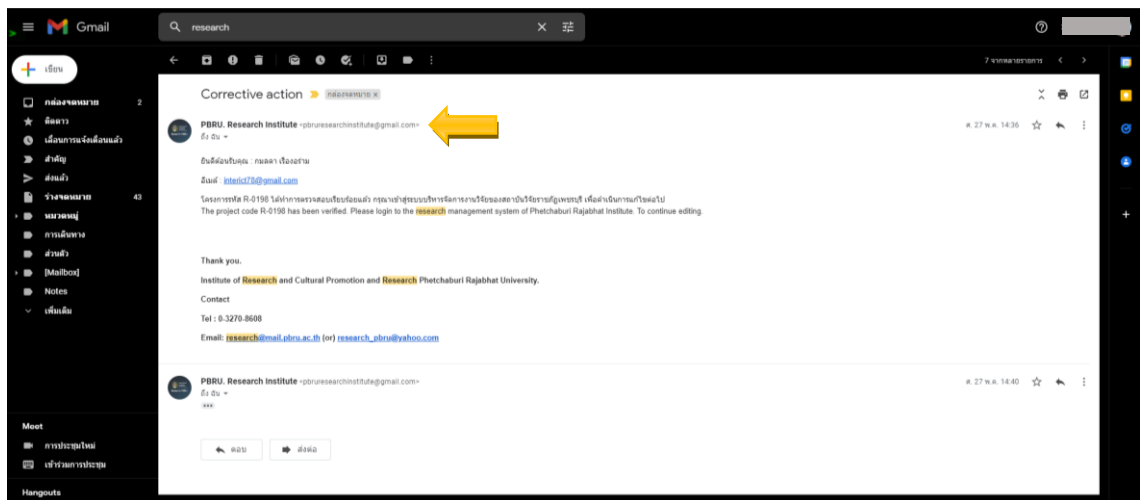 Gmail
research
เขียน
7 จากหลายรายการ
กล่องจดหมาย 2
ติดดาว
เลื่อนการแจ้งเตือนแล้ว
สำคัญ
ส่งแล้ว
ร่างจดหมาย 43
หมวดหมู่
การเดินทาง
ส่วนตัว
[Mailbox]
Notes
เพิ่มเติม
Meet
การประชุมใหม่
เข้าร่วมการประชุม
Hangouts
Corrective action กล่องจดหมาย x
PBRU. Research Institute <pbruresearchinstitute@gmail.com> ศ. 27 พ.ค. 14:36
ถึง ฉัน
ยินดีต้อนรับคุณ : กมลดา เรืองอร่าม
อีเมล์ : interict78@gmail.com
โครงการรหัส R-0198 ได้ทำการตรวจสอบเรียบร้อยแล้ว กรุณาเข้าสู่ระบบบริหารจัดการงานวิจัยของสถาบันวิจัยราชภัฏเพชรบุรี เพื่อดำเนินการแก้ไขต่อไป
The project code R-0198 has been verified. Please login to the research management system of Phetchaburi Rajabhat Institute. To continue editing.
Thank you.
Institute of Research and Cultural Promotion and Research Phetchaburi Rajabhat University.
Contact
Tel : 0-3270-8608
Email: research@mail.pbru.ac.th (or) research_pbru@yahoo.com
PBRU. Research Institute <pbruresearchinstitute@gmail.com> ศ. 27 พ.ค. 14:40
ถึง ฉัน
ตอบ
ส่งต่อ